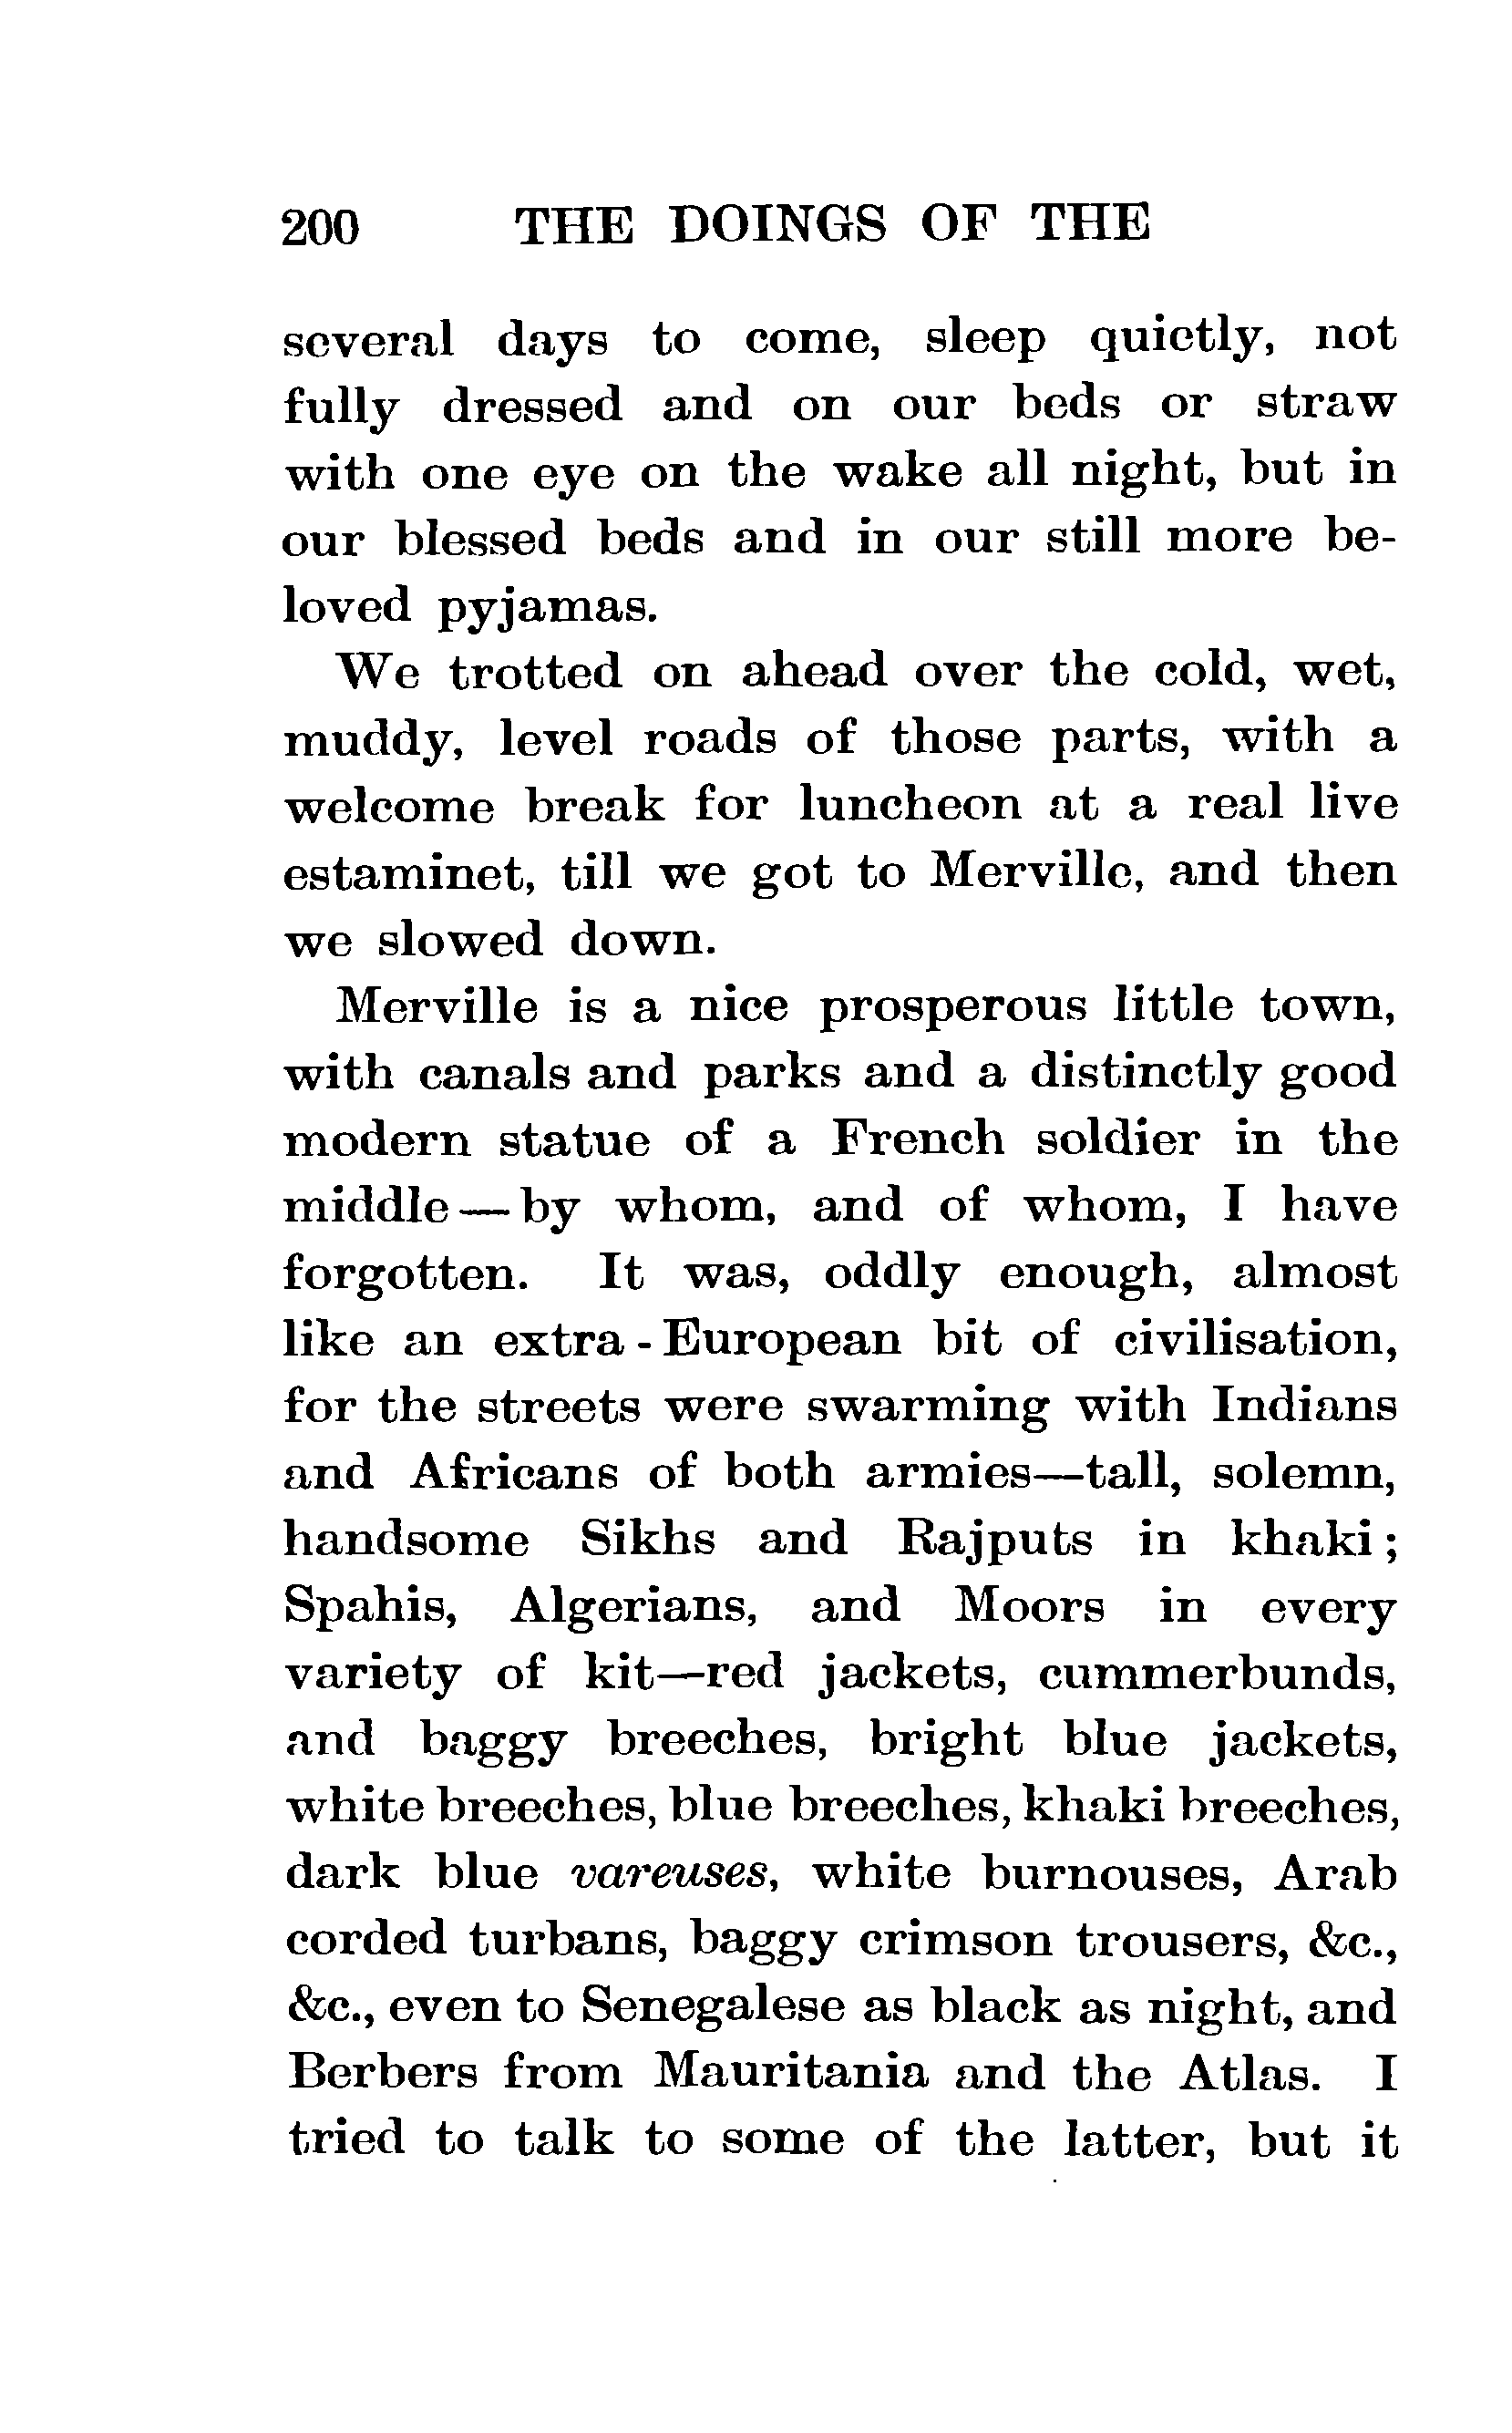 200 THE DOINGS OF THE
several days to come, sleep quietly, not
fully dressed and on our beds or straw
with one eye on the wake all night, but in
our blessed beds and in our still more be-
loved pyjamas.
We trotted on ahead over the cold, wet,
muddy, level roads of those parts, with a
welcome break for luncheon at a real live
estaminet, till we got to Merville, and then
we slowed down.
Merville is a nice prosperous little town,
with canals and parks and a distinctly good
modern statue of a French soldier in the
middle—by whom, and of whom, I have
forgotten. It was, oddly enough, almost
like an extra-European bit of civilisation,
for the streets were swarming with Indians
and Africans of both armies—tall, solemn,
handsome Sikhs and Rajputs in khaki;
Spahis, Algerians, and Moors in every
variety of kit—red jackets, cummerbunds,
and baggy breeches, bright blue jackets,
white breeches, blue breeches, khaki breeches,
dark blue vareuses, white burnouses, Arab
corded turbans, baggy crimson trousers, &c.,
&c., even to Senegalese as black as night, and
Berbers from Mauritania and the Atlas. I
tried to talk to some of the latter, but it